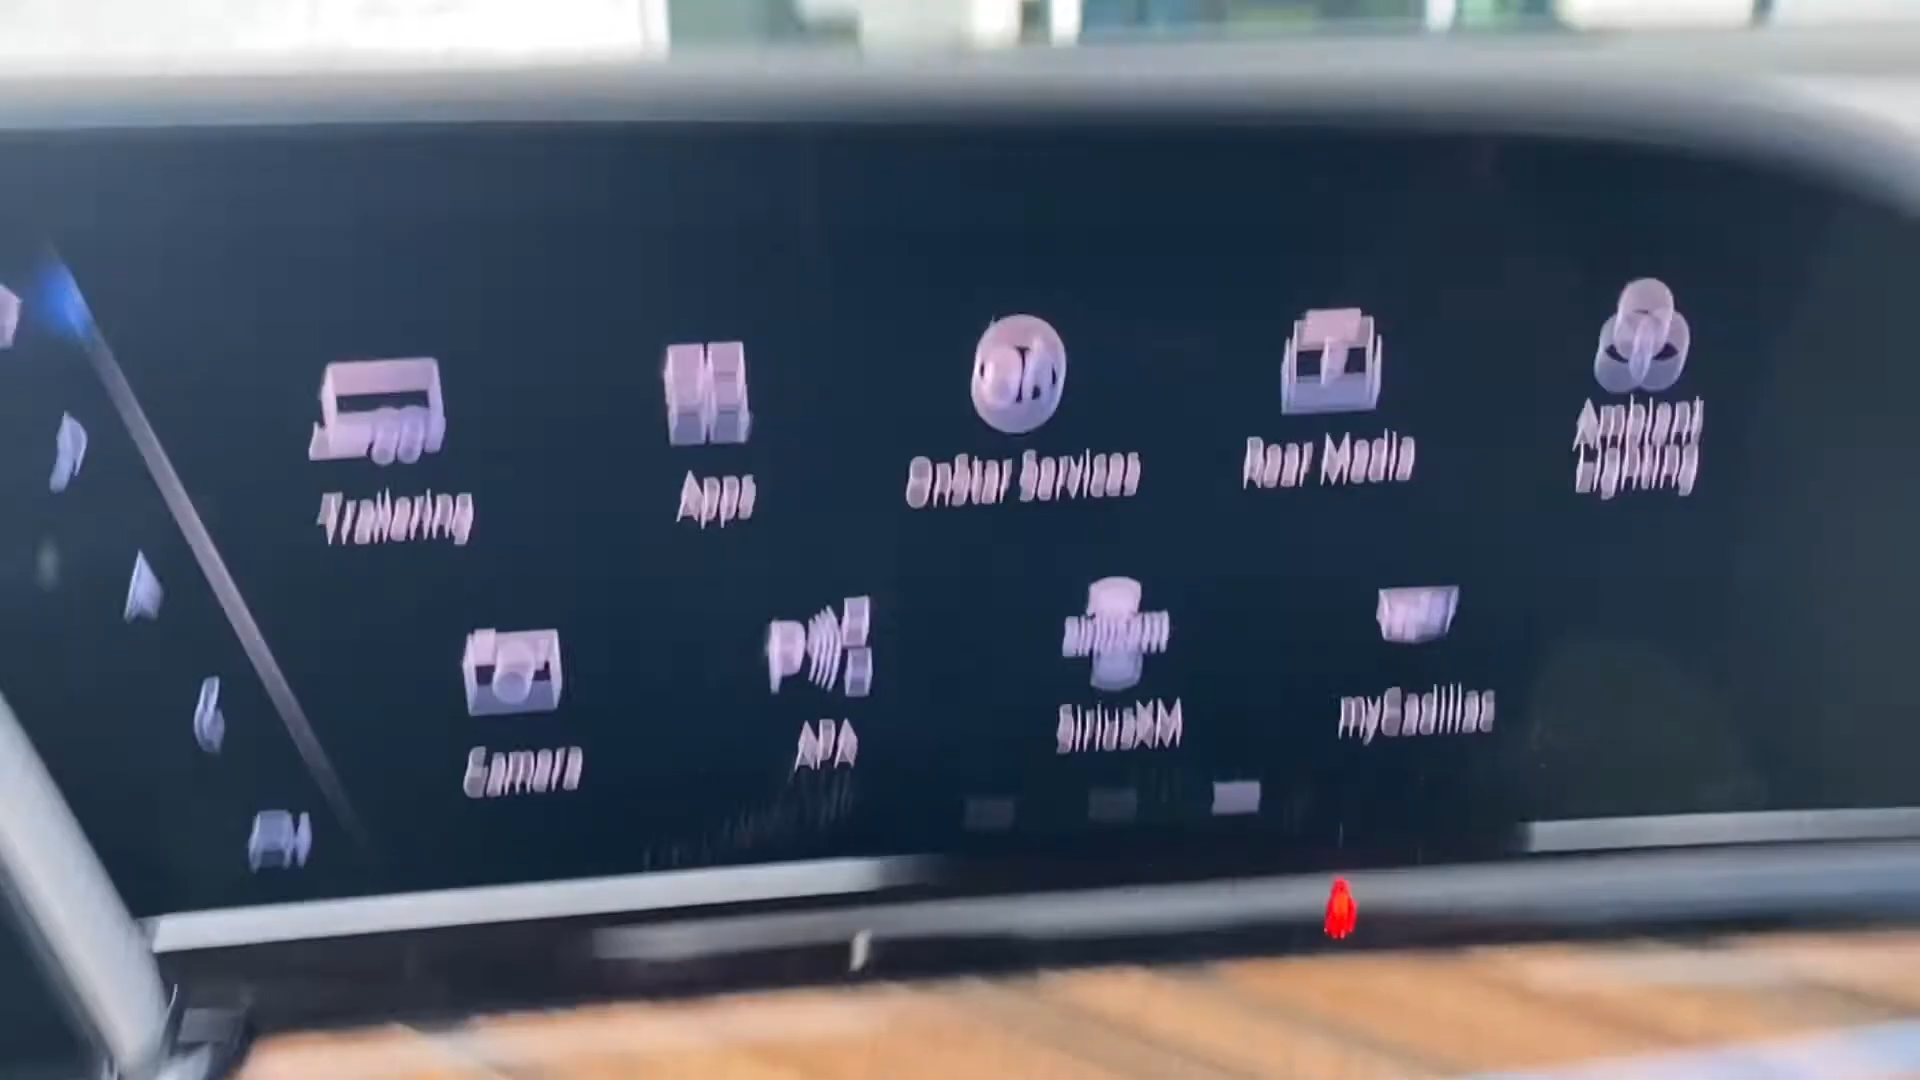 Trailering
Apps
OnStar Services
Rear Media
Ambient
Lighting
Camera
APA
SiriusXM
myCadillac